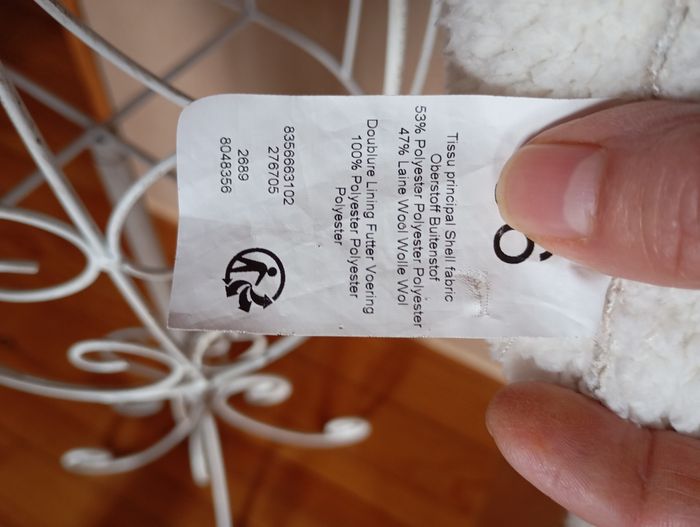 Tissu principal Shell fabric
Oberstoff Buitenstof
53% Polyester Polyester Polyester
47% Laine Wool Wolle Wol
Doublure Lining Futter Voering
100% Polyester Polyester
Polyester
8356663102
276705
2689
8048356